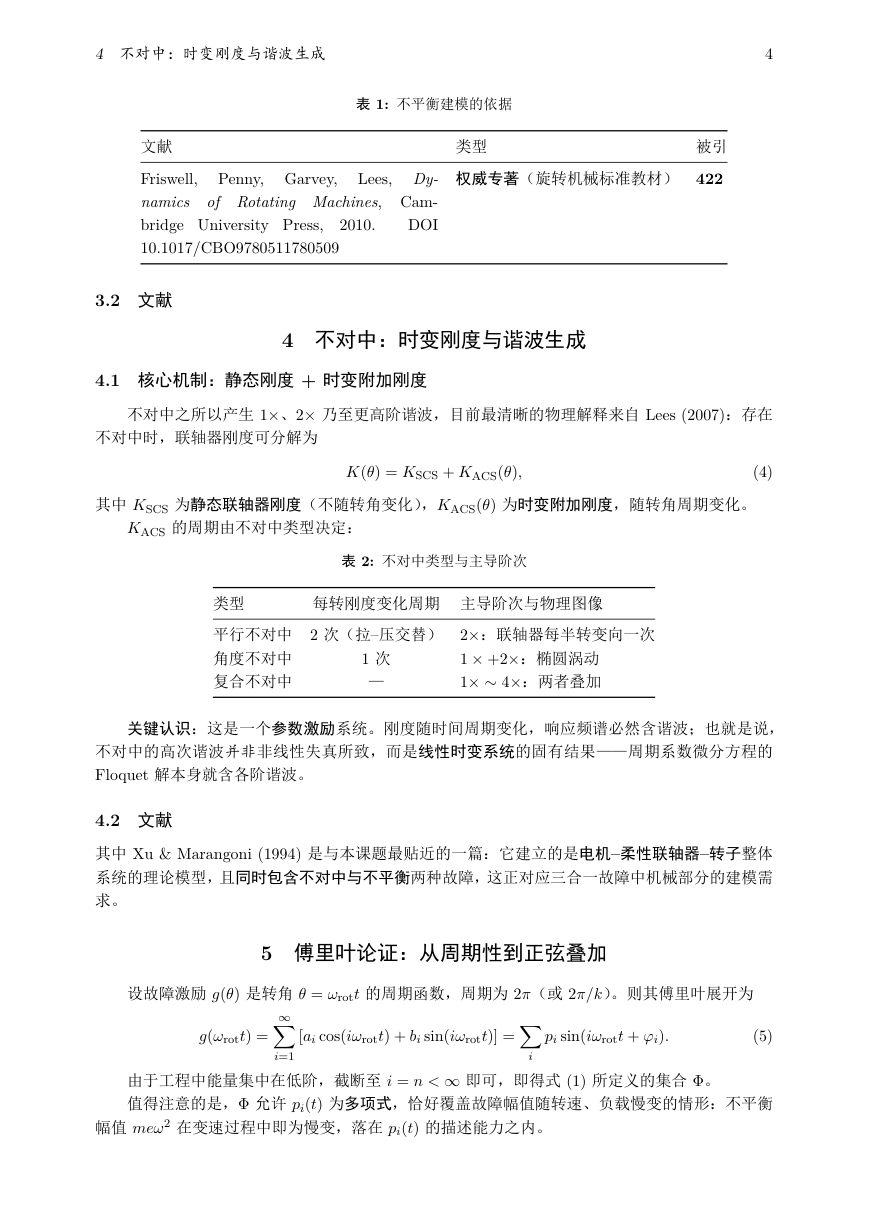 4 不对中：时变刚度与谐波生成 4
表 1: 不平衡建模的依据
文献 类型 被引
Friswell, Penny, Garvey, Lees, Dy- 权威专著（旋转机械标准教材） 422
namics of Rotating Machines, Cam-
bridge University Press, 2010. DOI
10.1017/CBO9780511780509
3.2 文献
4 不对中：时变刚度与谐波生成
4.1 核心机制：静态刚度 + 时变附加刚度
不对中之所以产生 1×、2× 乃至更高阶谐波，目前最清晰的物理解释来自 Lees (2007)：存在
不对中时，联轴器刚度可分解为
K(θ) = K_SCS + K_ACS(θ), (4)
其中 K_SCS 为静态联轴器刚度（不随转角变化），K_ACS(θ) 为时变附加刚度，随转角周期变化。
K_ACS 的周期由不对中类型决定：
表 2: 不对中类型与主导阶次
类型 每转刚度变化周期 主导阶次与物理图像
平行不对中 2 次（拉–压交替） 2×：联轴器每半转变向一次
角度不对中 1 次 1 × +2×：椭圆涡动
复合不对中 — 1× ∼ 4×：两者叠加
关键认识：这是一个参数激励系统。刚度随时间周期变化，响应频谱必然含谐波；也就是说，
不对中的高次谐波并非非线性失真所致，而是线性时变系统的固有结果——周期系数微分方程的
Floquet 解本身就含各阶谐波。
4.2 文献
其中 Xu & Marangoni (1994) 是与本课题最贴近的一篇：它建立的是电机–柔性联轴器–转子整体
系统的理论模型，且同时包含不对中与不平衡两种故障，这正对应三合一故障中机械部分的建模需
求。
5 傅里叶论证：从周期性到正弦叠加
设故障激励 g(θ) 是转角 θ = ω_rot t 的周期函数，周期为 2π（或 2π/k）。则其傅里叶展开为
g(ω_rot t) = ∑_{i=1}^{∞} [a_i cos(iω_rot t) + b_i sin(iω_rot t)] = ∑_i p_i sin(iω_rot t + φ_i). (5)
由于工程中能量集中在低阶，截断至 i = n < ∞ 即可，即得式 (1) 所定义的集合 Φ。
值得注意的是，Φ 允许 p_i(t) 为多项式，恰好覆盖故障幅值随转速、负载慢变的情形：不平衡
幅值 meω² 在变速过程中即为慢变，落在 p_i(t) 的描述能力之内。